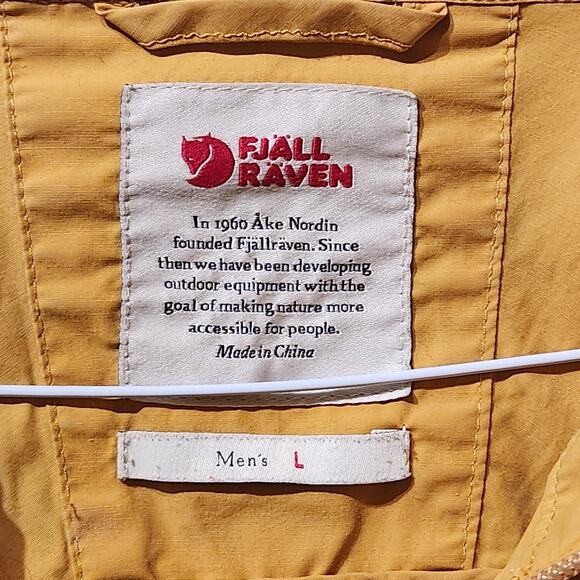 FJÄLL
RÄVEN
In 1960 Åke Nordin
founded Fjällräven. Since
then we have been developing
outdoor equipment with the
goal of making nature more
accessible for people.
Made in China
Men's L